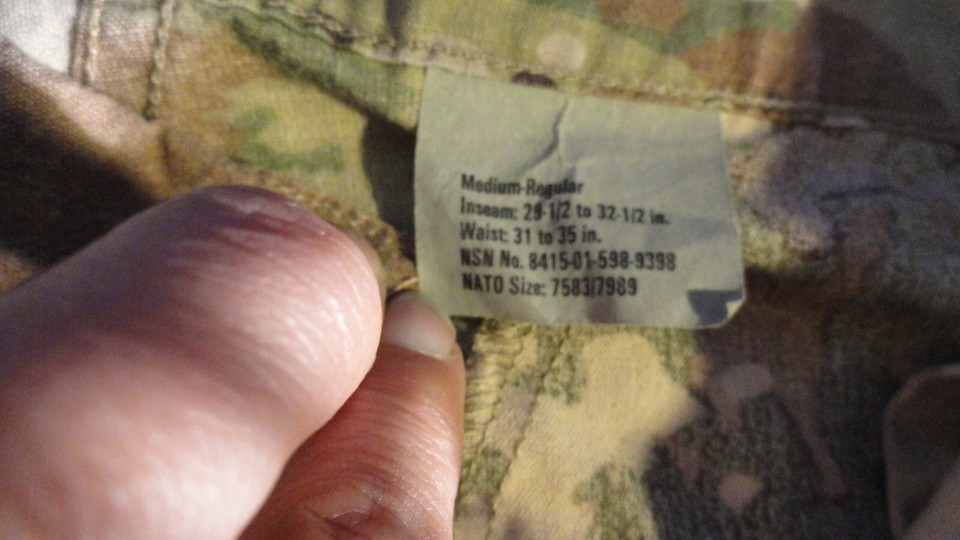 Medium-Regular
Inseam: 29-1/2 to 32-1/2 in.
Waist: 31 to 35 in.
NSN No. 8415-01-598-9398
NATO Size: 7583/7989